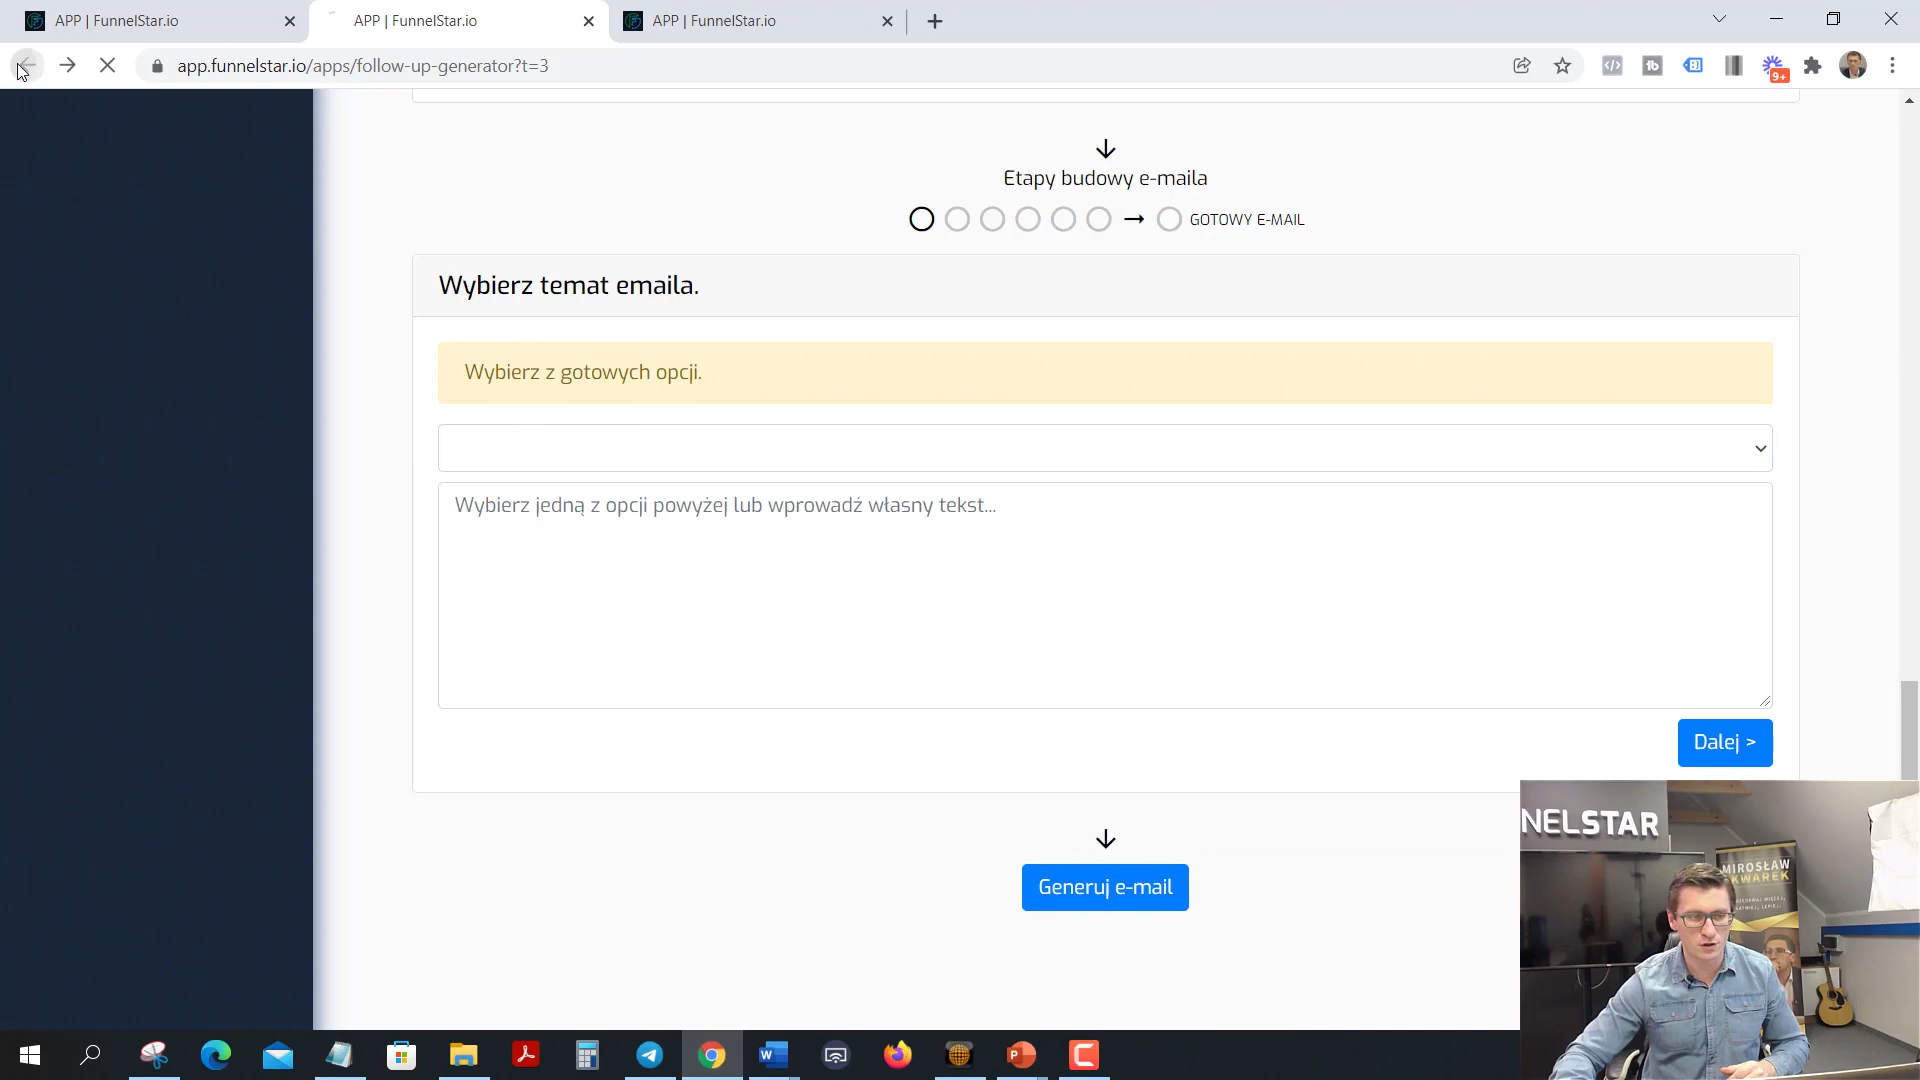 APP | FunnelStar.io
APP | FunnelStar.io
APP | FunnelStar.io
app.funnelstar.io/apps/follow-up-generator?t=3
9+
Etapy budowy e-maila
GOTOWY E-MAIL
Wybierz temat emaila.
Wybierz z gotowych opcji.
Wybierz jedną z opcji powyżej lub wprowadź własny tekst...
Dalej >
Generuj e-mail
NELSTAR
MIROSŁAW
KWAREK